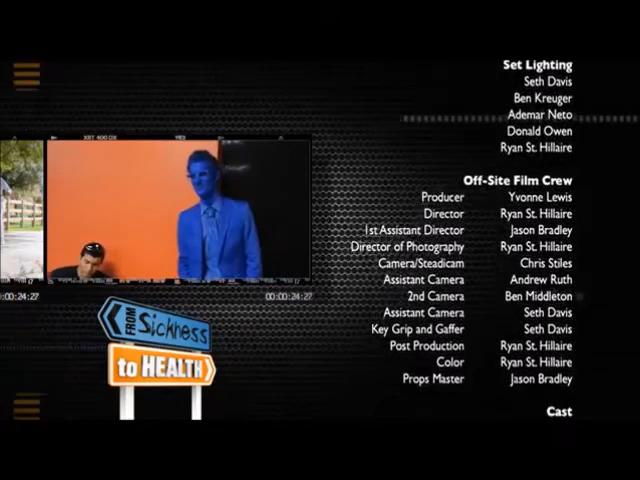 Set Lighting
Seth Davis
Ben Kreuger
Ademar Neto
Donald Owen
Ryan St. Hillaire
Off-Site Film Crew
Producer Yvonne Lewis
Director Ryan St. Hillaire
1st Assistant Director Jason Bradley
Director of Photography Ryan St. Hillaire
Camera/Steadicam Chris Stiles
Assistant Camera Andrew Ruth
2nd Camera Ben Middleton
Assistant Camera Seth Davis
Key Grip and Gaffer Seth Davis
Post Production Ryan St. Hillaire
Color Ryan St. Hillaire
Props Master Jason Bradley
Cast
00:00:24:27
FROM Sickness
to HEALTH